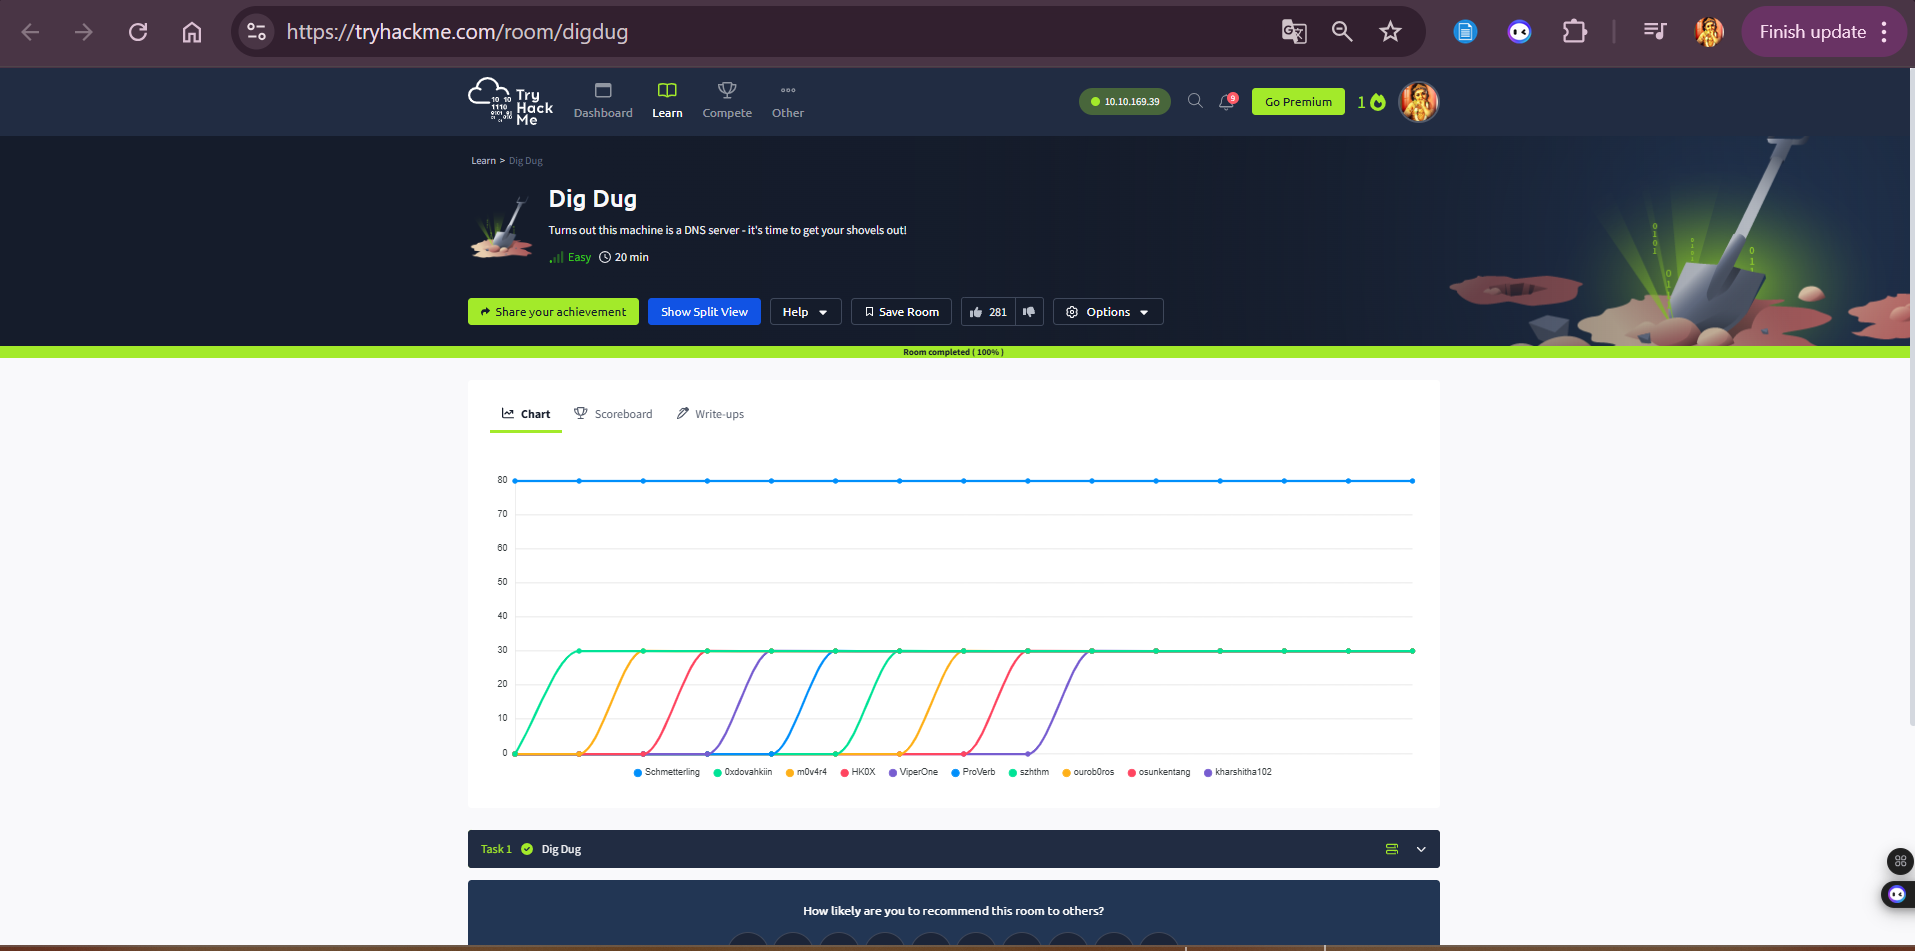 https://tryhackme.com/room/digdug
Finish update
Try
Hack
Me
Dashboard
Learn
Compete
Other
10.10.169.39
9
Go Premium
1
Learn > Dig Dug
Dig Dug
Turns out this machine is a DNS server - it's time to get your shovels out!
Easy 20 min
Share your achievement
Show Split View
Help
Save Room
281
Options
Room completed ( 100% )
Chart
Scoreboard
Write-ups
80
70
60
50
40
30
20
10
0
Schmetterling 0xdovahkiin m0v4r4 HK0X ViperOne ProVerb szhthm ourob0ros osunkentang kharshitha102
Task 1 Dig Dug
How likely are you to recommend this room to others?